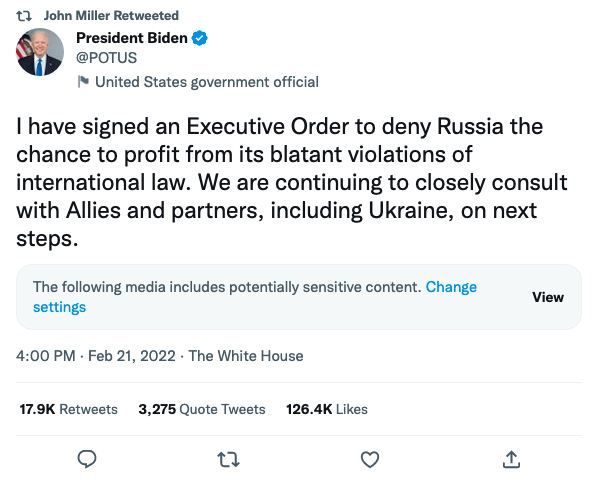 John Miller Retweeted
President Biden
@POTUS
United States government official
I have signed an Executive Order to deny Russia the
chance to profit from its blatant violations of
international law. We are continuing to closely consult
with Allies and partners, including Ukraine, on next
steps.
The following media includes potentially sensitive content. Change
settings
View
4:00 PM · Feb 21, 2022 · The White House
17.9K Retweets 3,275 Quote Tweets 126.4K Likes